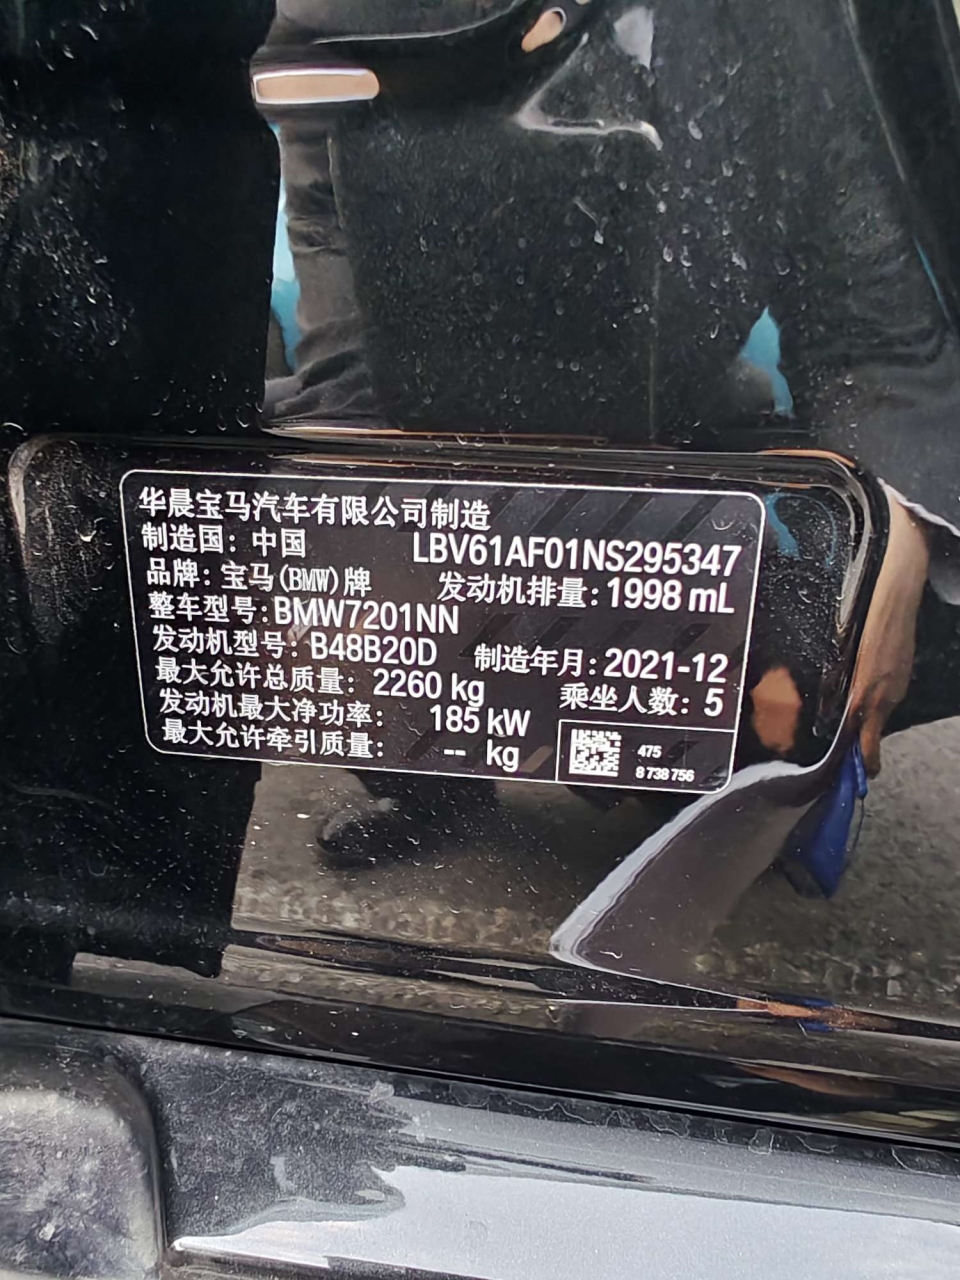 华晨宝马汽车有限公司制造
制造国：中国 LBV61AF01NS295347
品牌：宝马(BMW)牌 发动机排量：1998 mL
整车型号：BMW7201NN
发动机型号：B48B20D 制造年月：2021-12
最大允许总质量：2260 kg 乘坐人数：5
发动机最大净功率：185 kW
最大允许牵引质量：-- kg
475
8 738 756